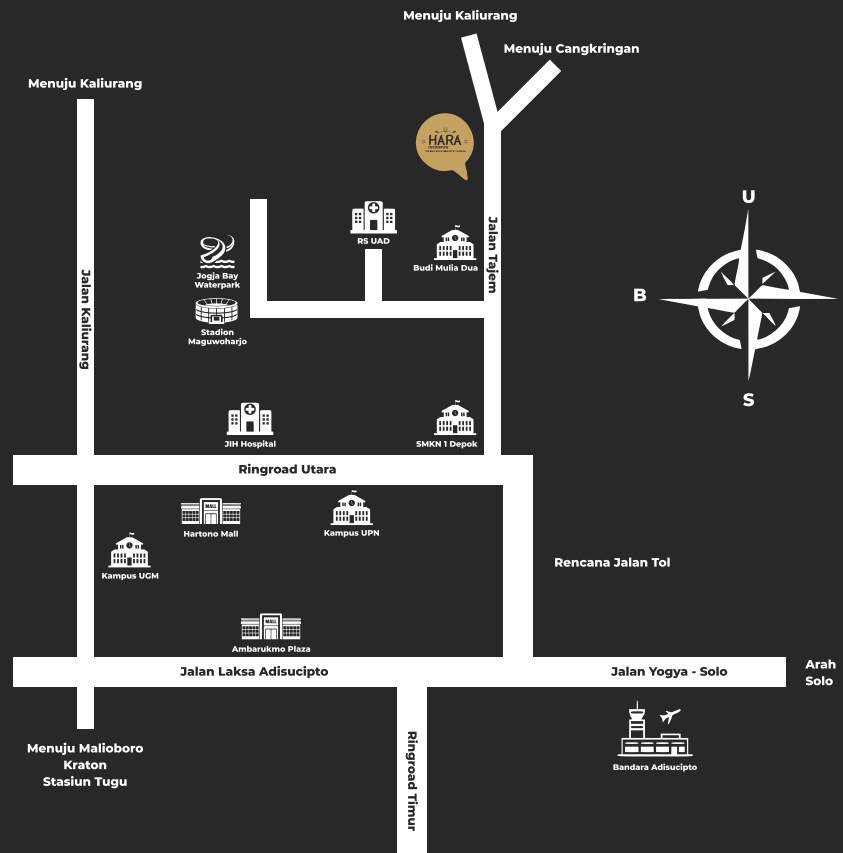 Menuju Kaliurang
Menuju Cangkringan
Menuju Kaliurang
HARA
U
RS UAD
Jalan Tajem
Budi Mulia Dua
Jogja Bay
Waterpark
Jalan Kaliurang
B
Stadion
Maguwoharjo
S
JIH Hospital
SMKN 1 Depok
Ringroad Utara
MALL
Hartono Mall
Kampus UPN
Kampus UGM
Rencana Jalan Tol
MALL
Ambarukmo Plaza
Jalan Laksa Adisucipto
Jalan Yogya - Solo
Arah
Solo
Menuju Malioboro
Kraton
Stasiun Tugu
Ringroad Timur
Bandara Adisucipto